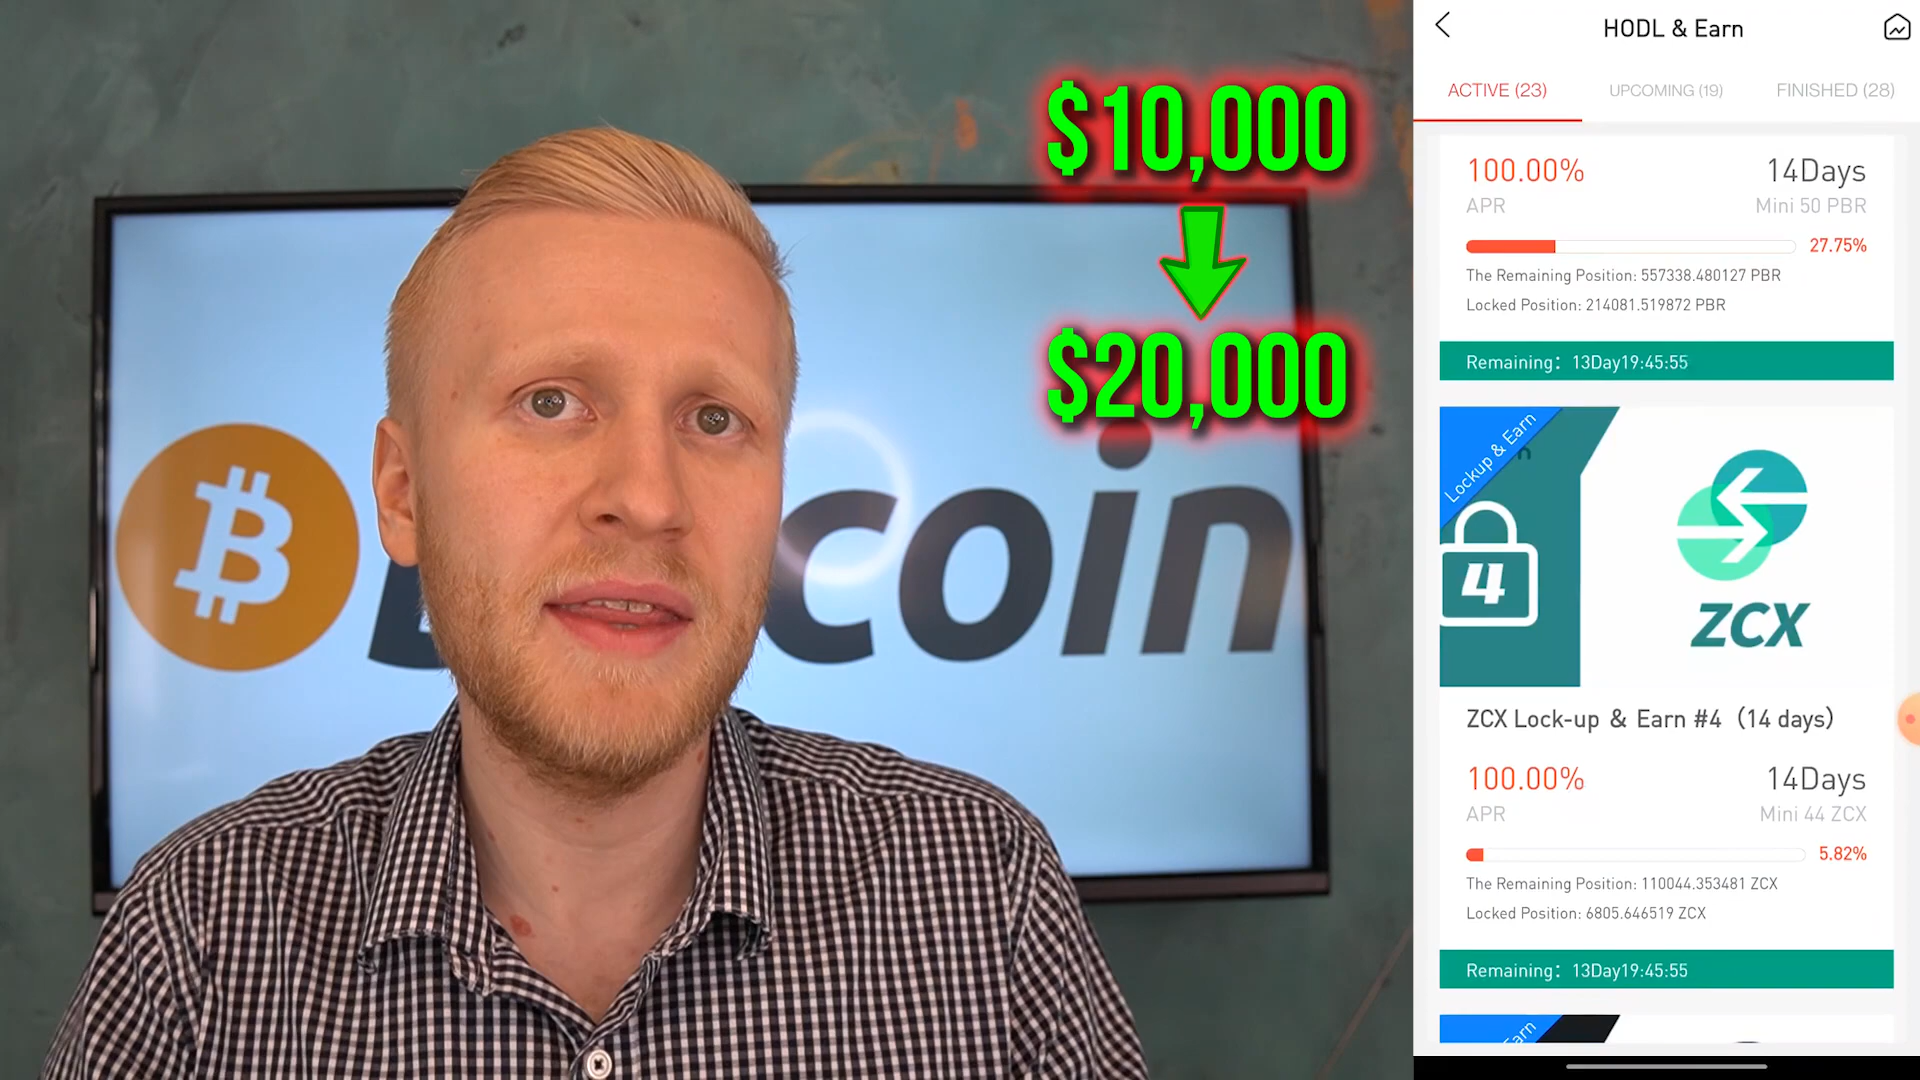 $10,000
$20,000
coin
HODL & Earn
ACTIVE (23)
UPCOMING (19)
FINISHED (28)
100.00%
14Days
APR
Mini 50 PBR
27.75%
The Remaining Position: 557338.480127 PBR
Locked Position: 214081.519872 PBR
Remaining: 13Day19:45:55
Lockup & Earn
4
ZCX
ZCX Lock-up & Earn #4 (14 days)
100.00%
14Days
APR
Mini 44 ZCX
5.82%
The Remaining Position: 110044.353481 ZCX
Locked Position: 6805.646519 ZCX
Remaining: 13Day19:45:55
Earn